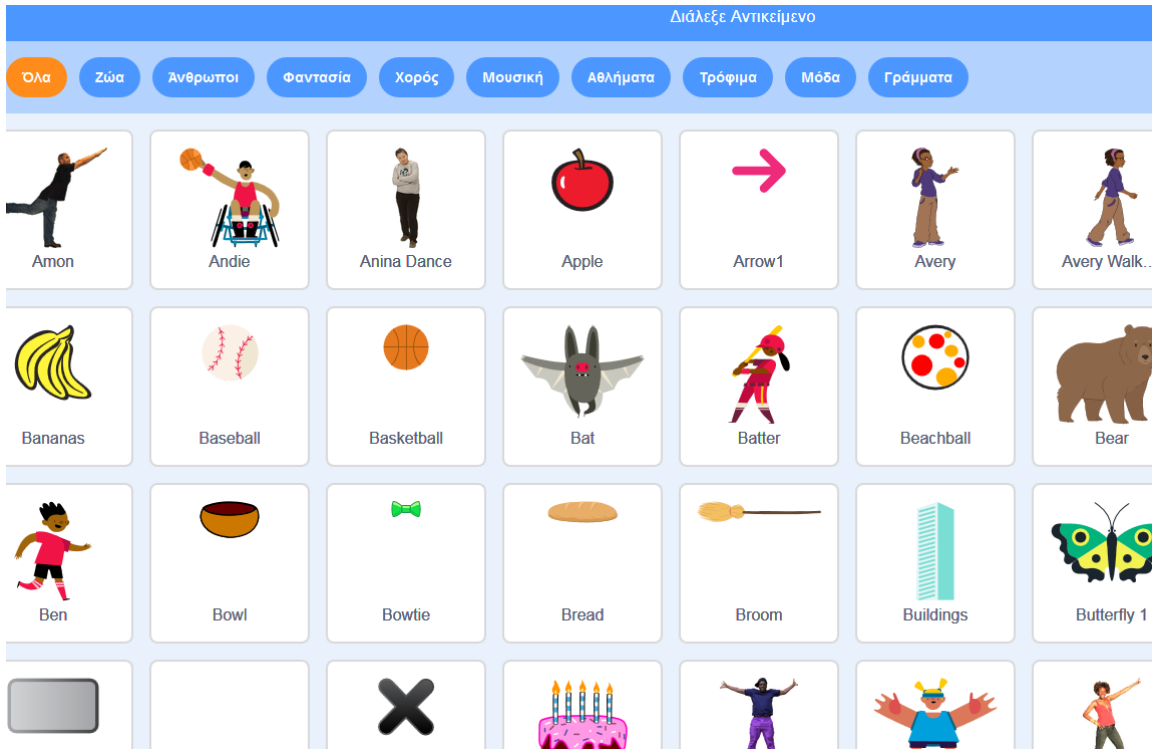 Διάλεξε Αντικείμενο
Όλα Ζώα Άνθρωποι Φαντασία Χορός Μουσική Αθλήματα Τρόφιμα Μόδα Γράμματα
Amon Andie Anina Dance Apple Arrow1 Avery Avery Walk...
Bananas Baseball Basketball Bat Batter Beachball Bear
Ben Bowl Bowtie Bread Broom Buildings Butterfly 1